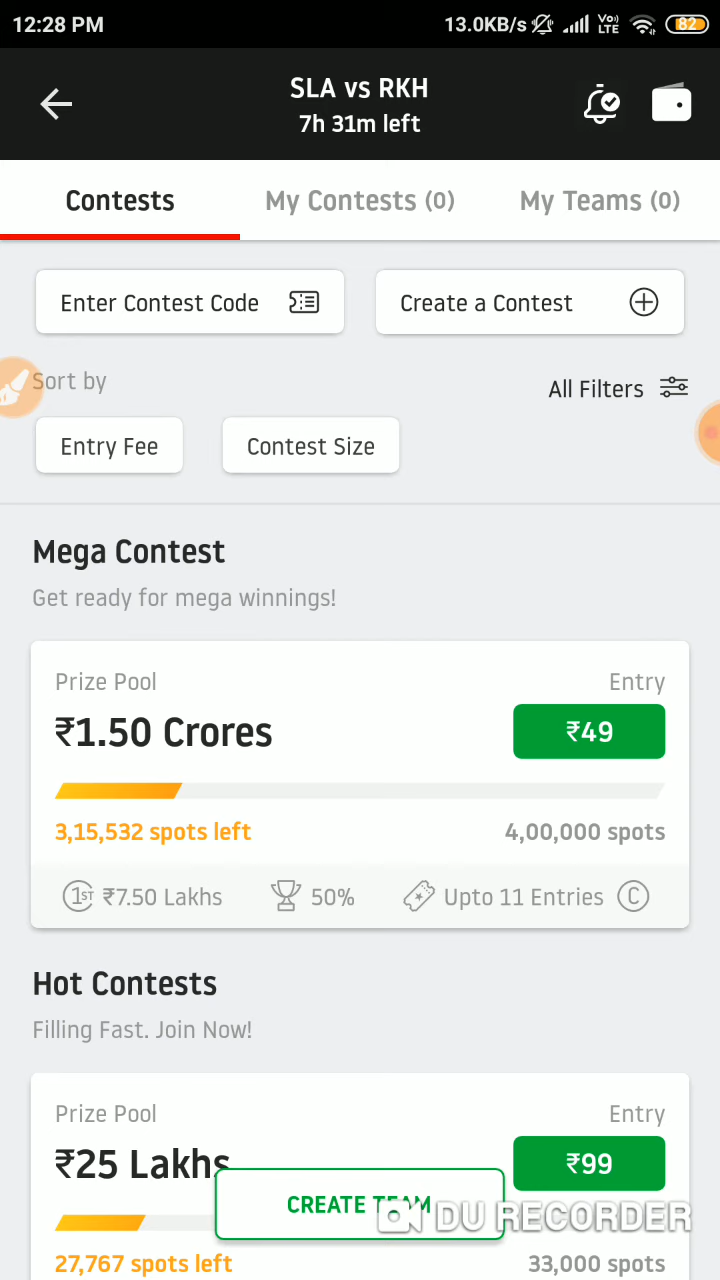 12:28 PM 13.0KB/s Vo)) LTE 82
SLA vs RKH
7h 31m left
Contests My Contests (0) My Teams (0)
Enter Contest Code Create a Contest
Sort by All Filters
Entry Fee Contest Size
Mega Contest
Get ready for mega winnings!
Prize Pool Entry
₹1.50 Crores ₹49
3,15,532 spots left 4,00,000 spots
1ST ₹7.50 Lakhs 50% Upto 11 Entries C
Hot Contests
Filling Fast. Join Now!
Prize Pool Entry
₹25 Lakhs ₹99
CREATE TEAM
DU RECORDER
27,767 spots left 33,000 spots